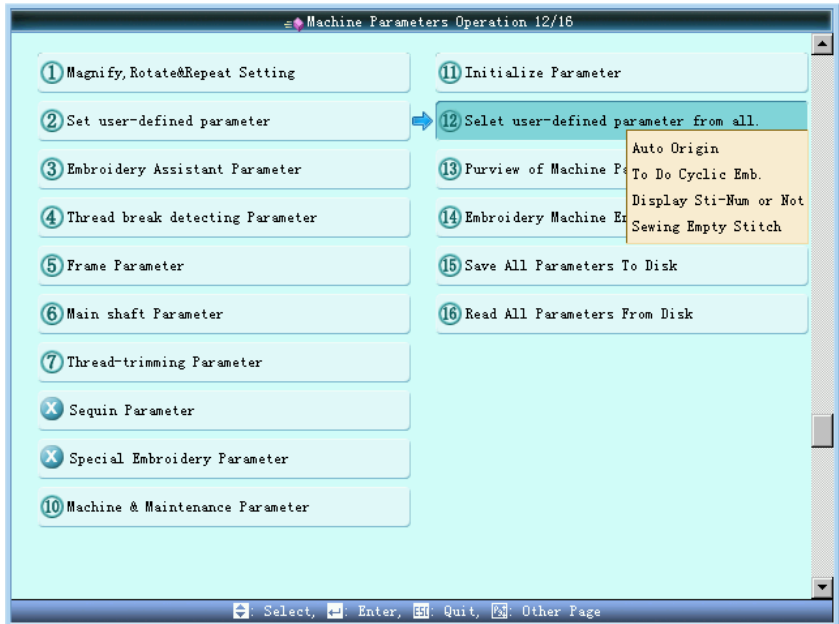 Machine Parameters Operation 12/16
① Magnify, Rotate&Repeat Setting
② Set user-defined parameter
③ Embroidery Assistant Parameter
④ Thread break detecting Parameter
⑤ Frame Parameter
⑥ Main shaft Parameter
⑦ Thread-trimming Parameter
X Sequin Parameter
X Special Embroidery Parameter
⑩ Machine & Maintenance Parameter
⑪ Initialize Parameter
⑫ Selet user-defined parameter from all.
Auto Origin
To Do Cyclic Emb.
Display Sti-Num or Not
Sewing Empty Stitch
⑬ Purview of Machine P
⑭ Embroidery Machine
⑮ Save All Parameters To Disk
⑯ Read All Parameters From Disk
: Select, : Enter, ESC: Quit, : Other Page